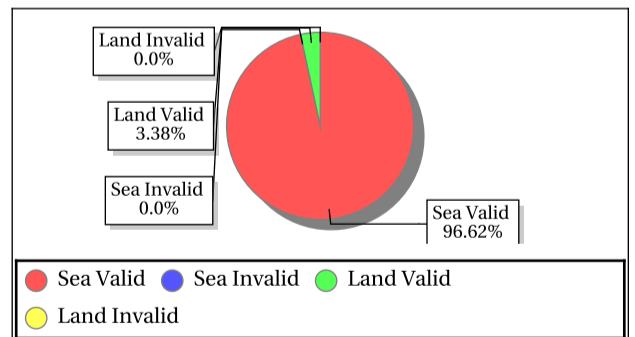 Land Invalid
0.0%
Land Valid
3.38%
Sea Invalid
0.0%
Sea Valid
96.62%
Sea Valid Sea Invalid Land Valid
Land Invalid